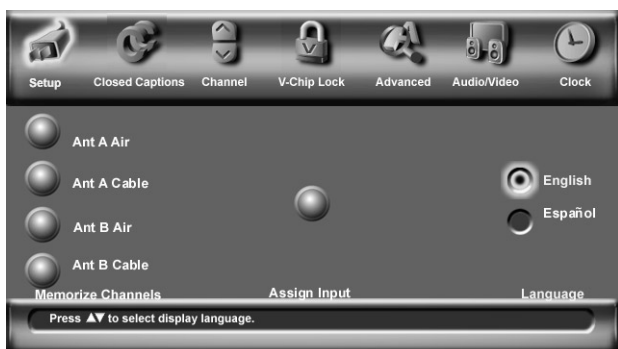 Setup Closed Captions Channel V-Chip Lock Advanced Audio/Video Clock
Ant A Air
Ant A Cable
Ant B Air
Ant B Cable
Memorize Channels
Assign Input
English
Español
Language
Press ▲▼ to select display language.